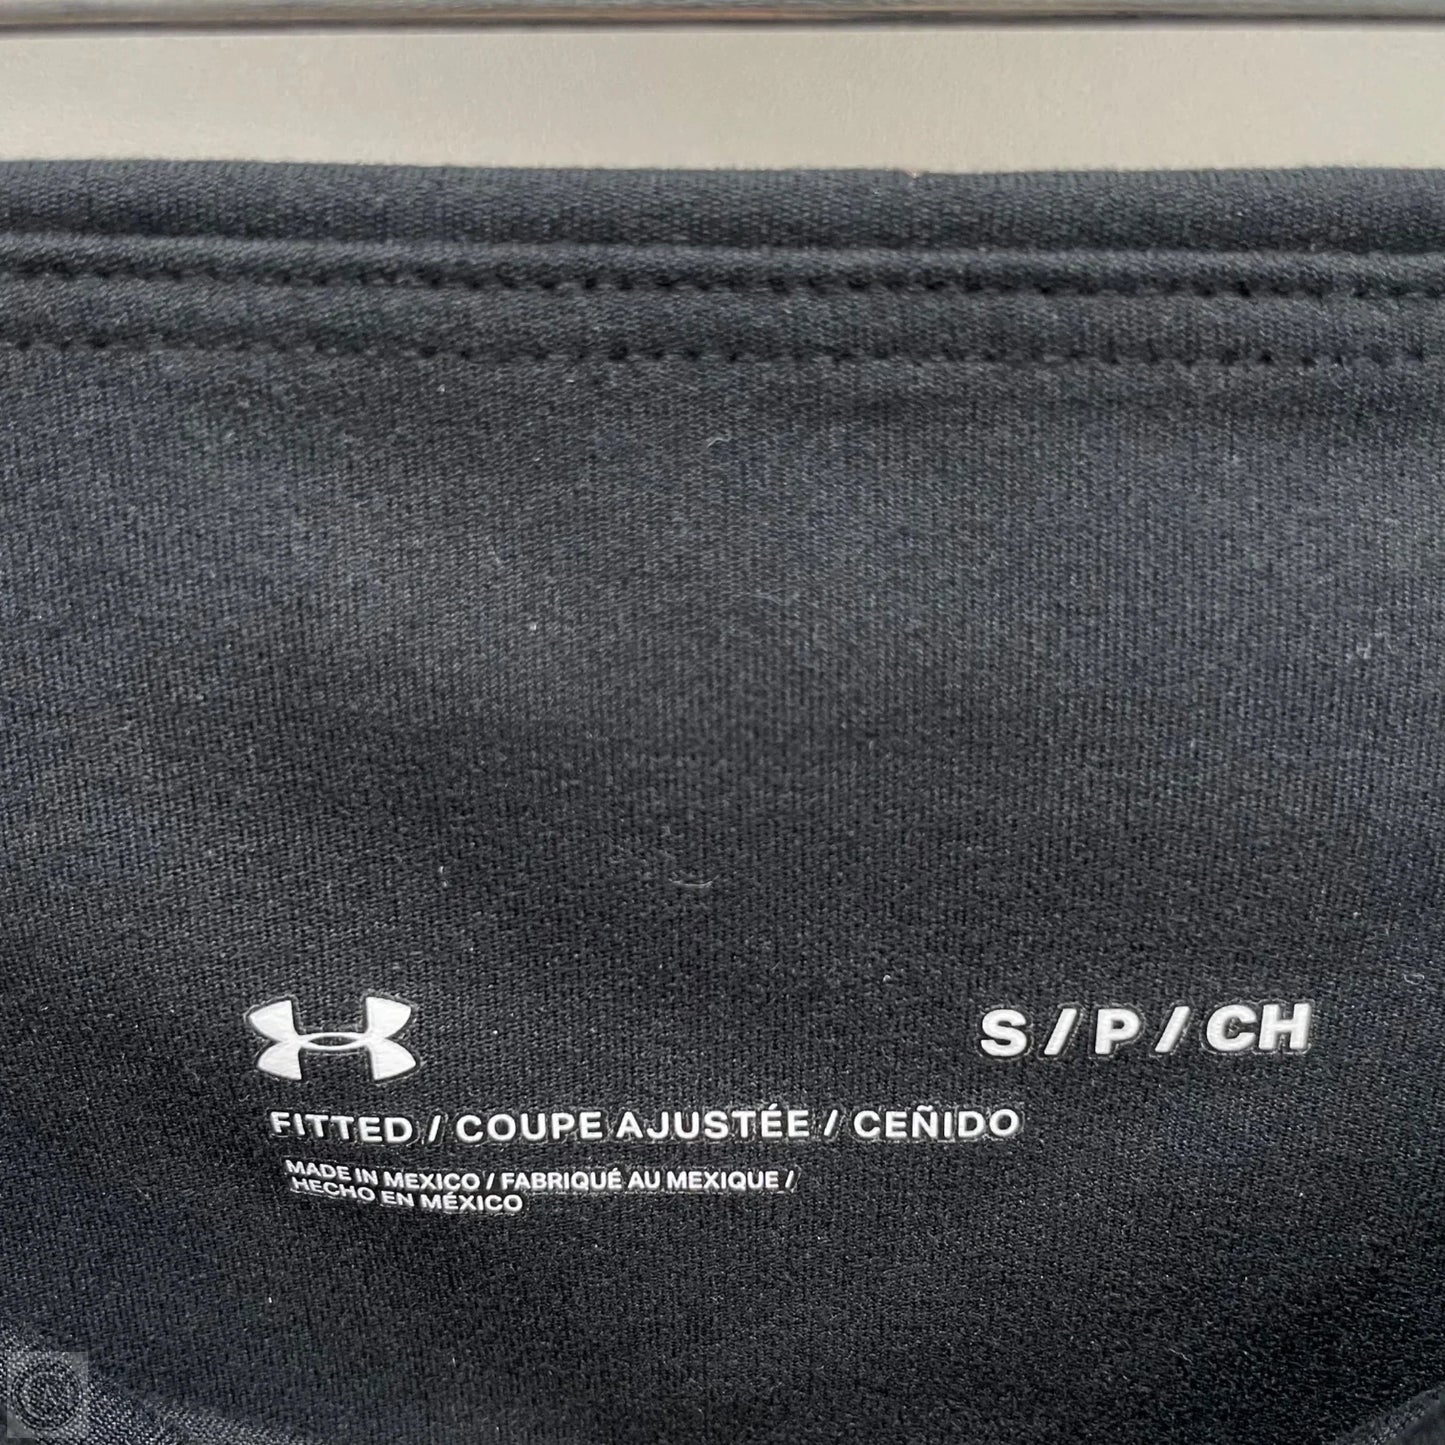 S / P / CH
FITTED / COUPE AJUSTÉE / CEÑIDO
MADE IN MEXICO / FABRIQUÉ AU MEXIQUE /
HECHO EN MÉXICO